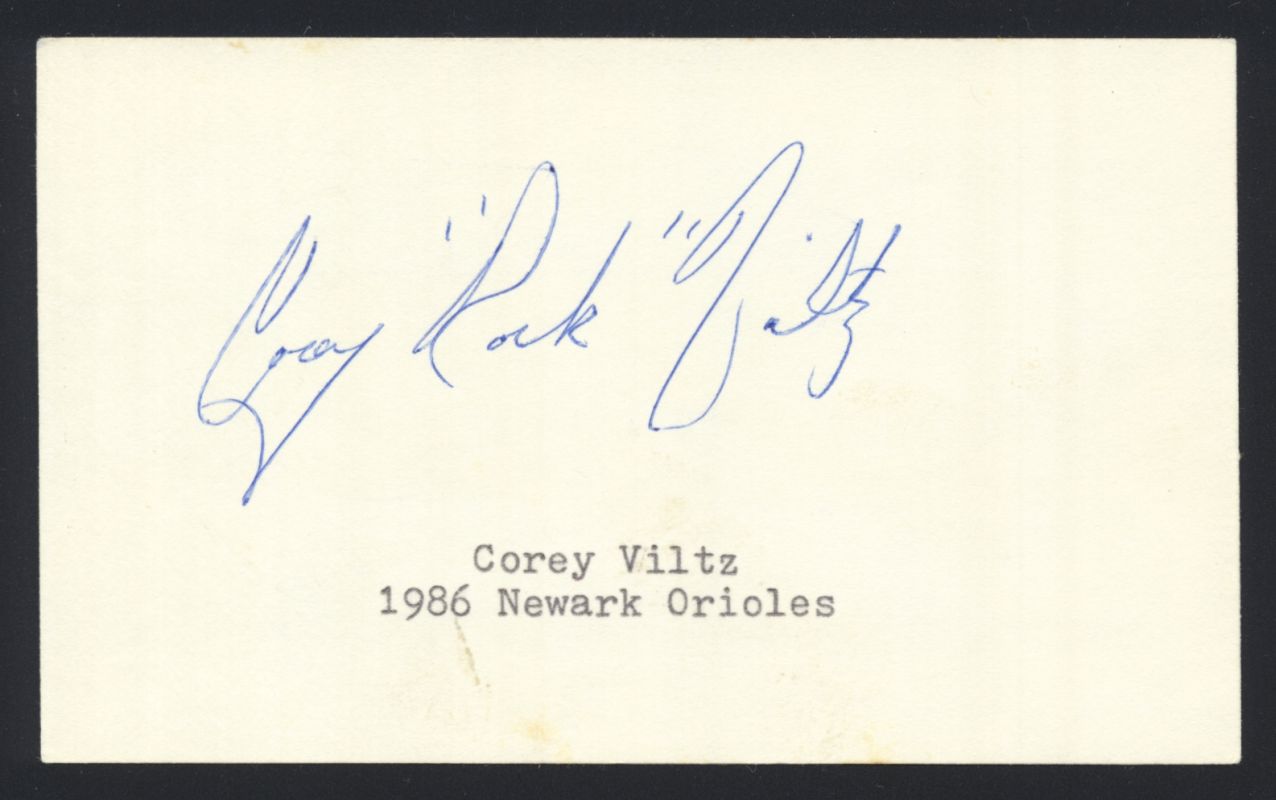 Corey "Rock" Viltz
Corey Viltz
1986 Newark Orioles